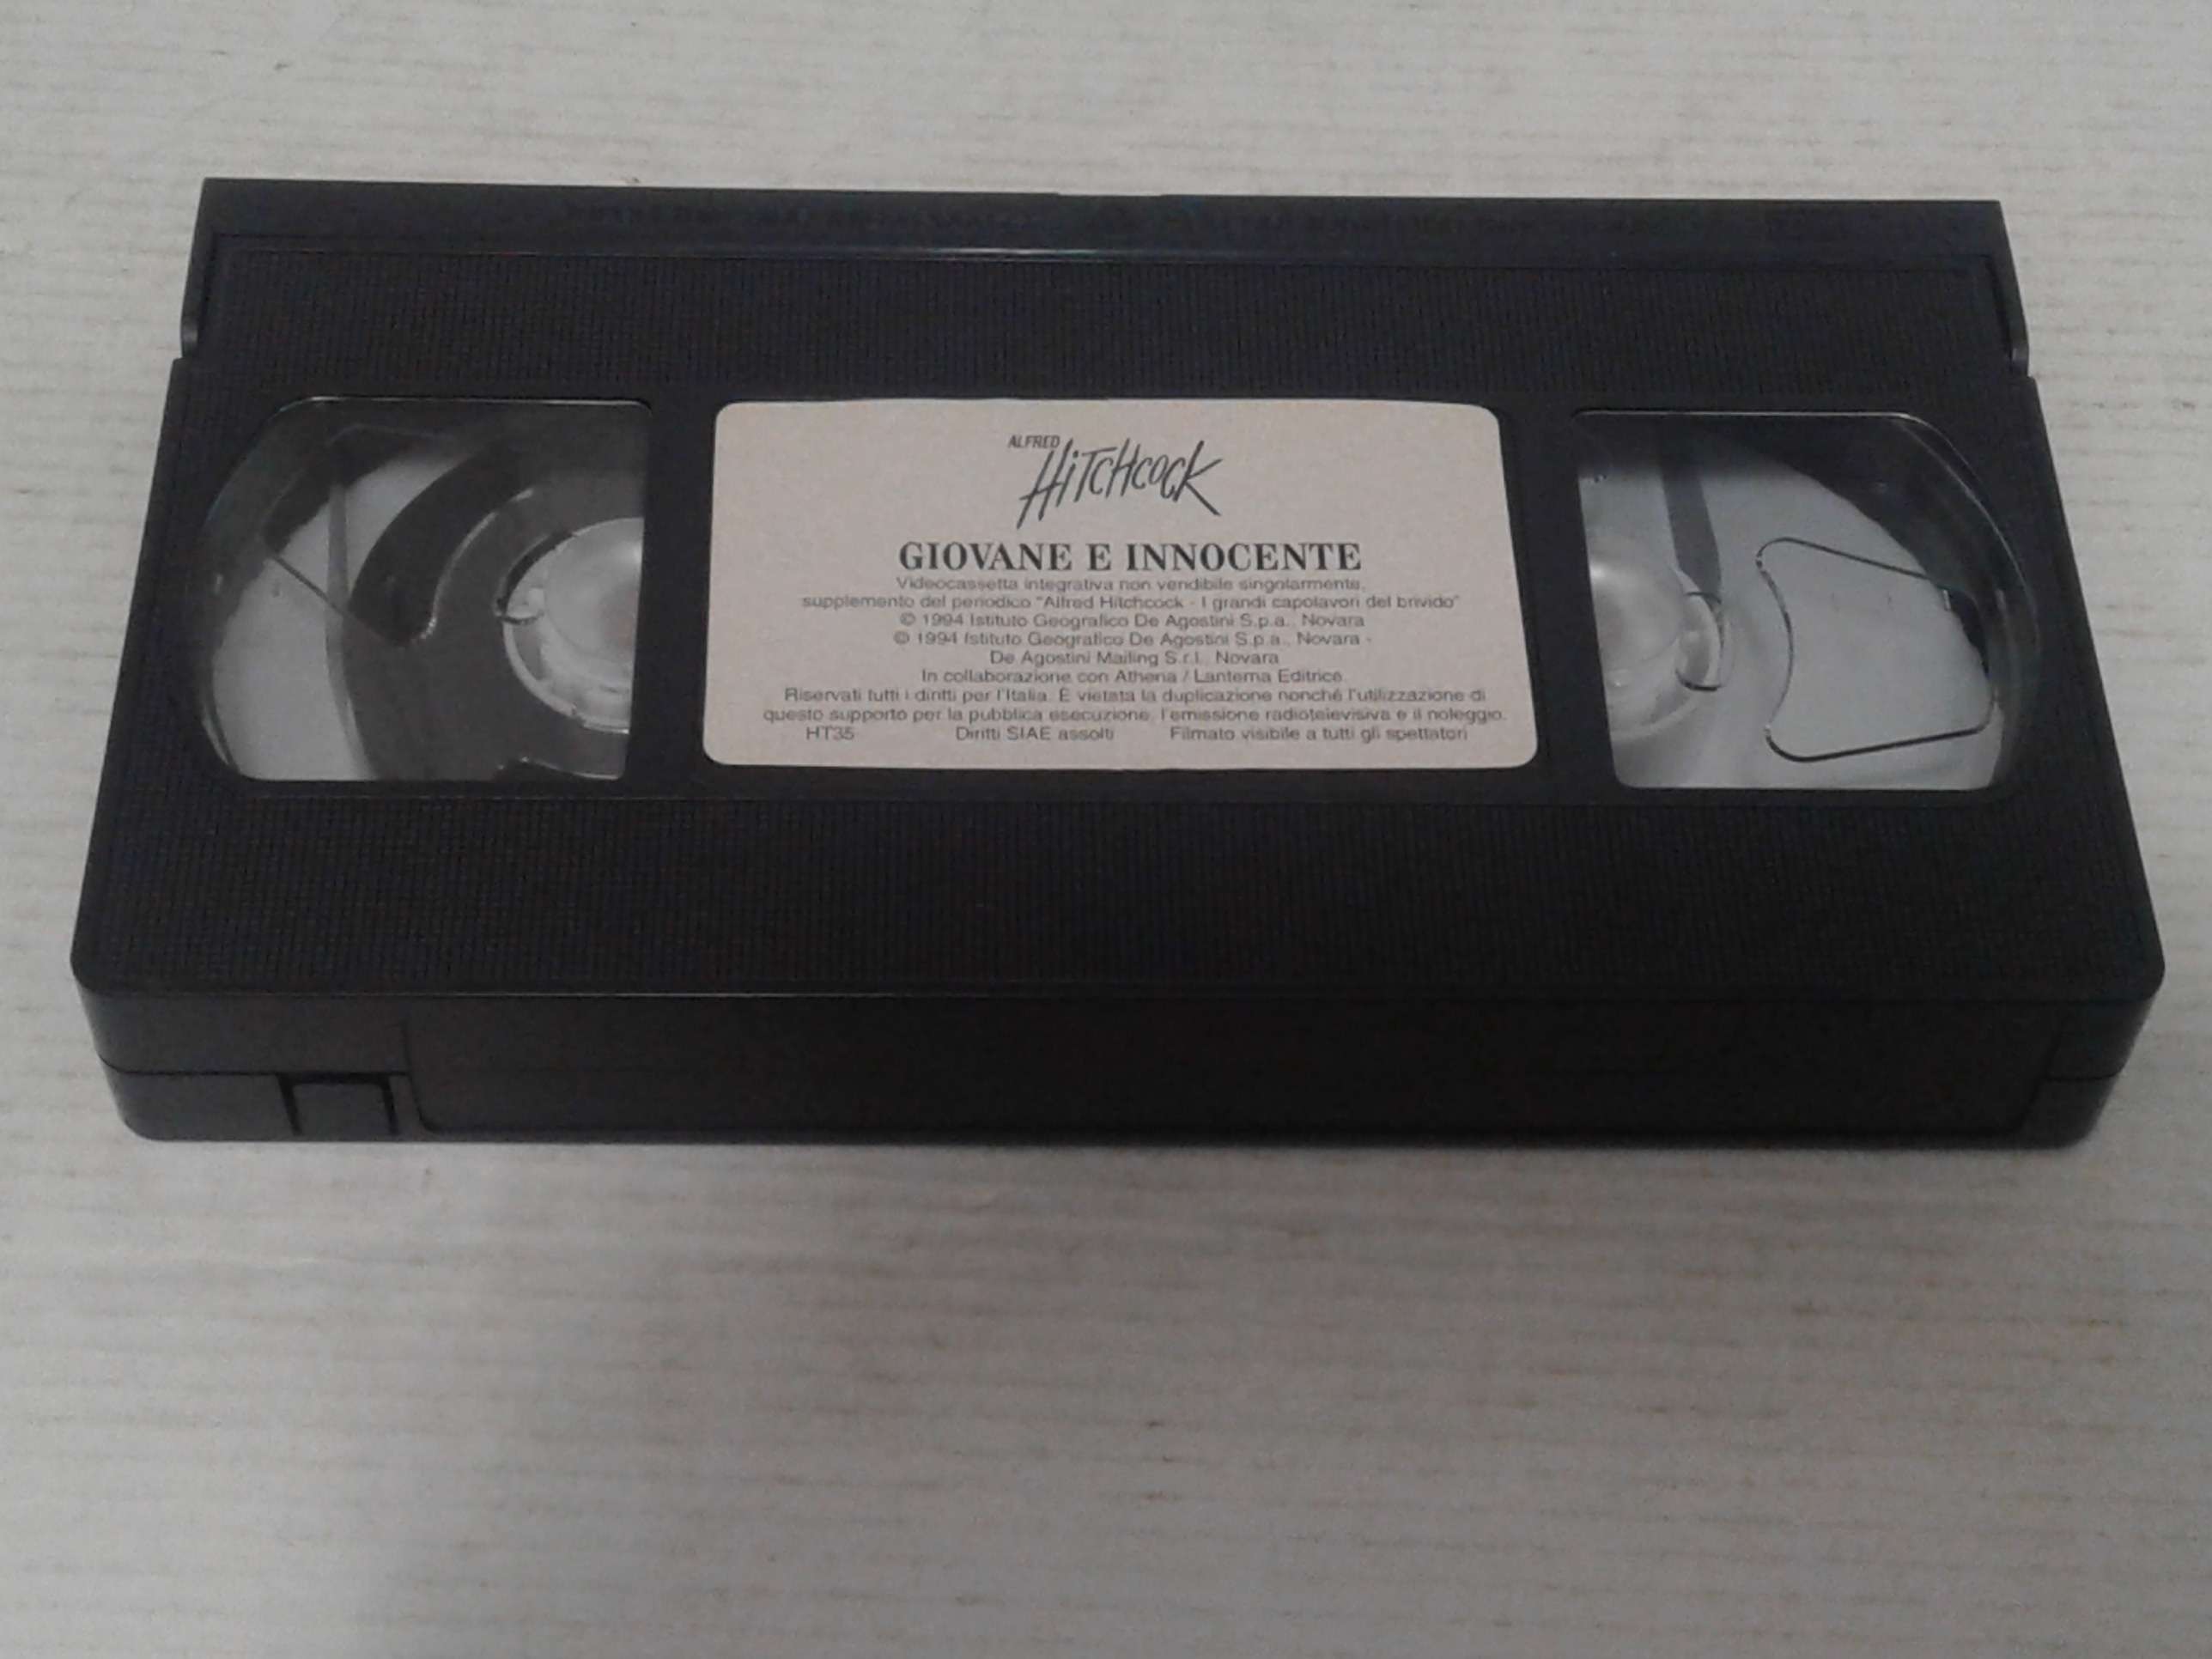 ALFRED
HITCHCOCK
GIOVANE E INNOCENTE
Videocassetta integrativa non vendibile singolarmente,
supplemento del periodico "Alfred Hitchcock - I grandi capolavori del brivido"
© 1994 Istituto Geografico De Agostini S.p.a., Novara
© 1994 Istituto Geografico De Agostini S.p.a., Novara -
De Agostini Mailing S.r.l., Novara
In collaborazione con Athena / Lanterna Editrice
Riservati tutti i diritti per l'Italia. È vietata la duplicazione nonché l'utilizzazione di
questo supporto per la pubblica esecuzione, l'emissione radiotelevisiva e il noleggio.
HT35 Diritti SIAE assolti Filmato visibile a tutti gli spettatori